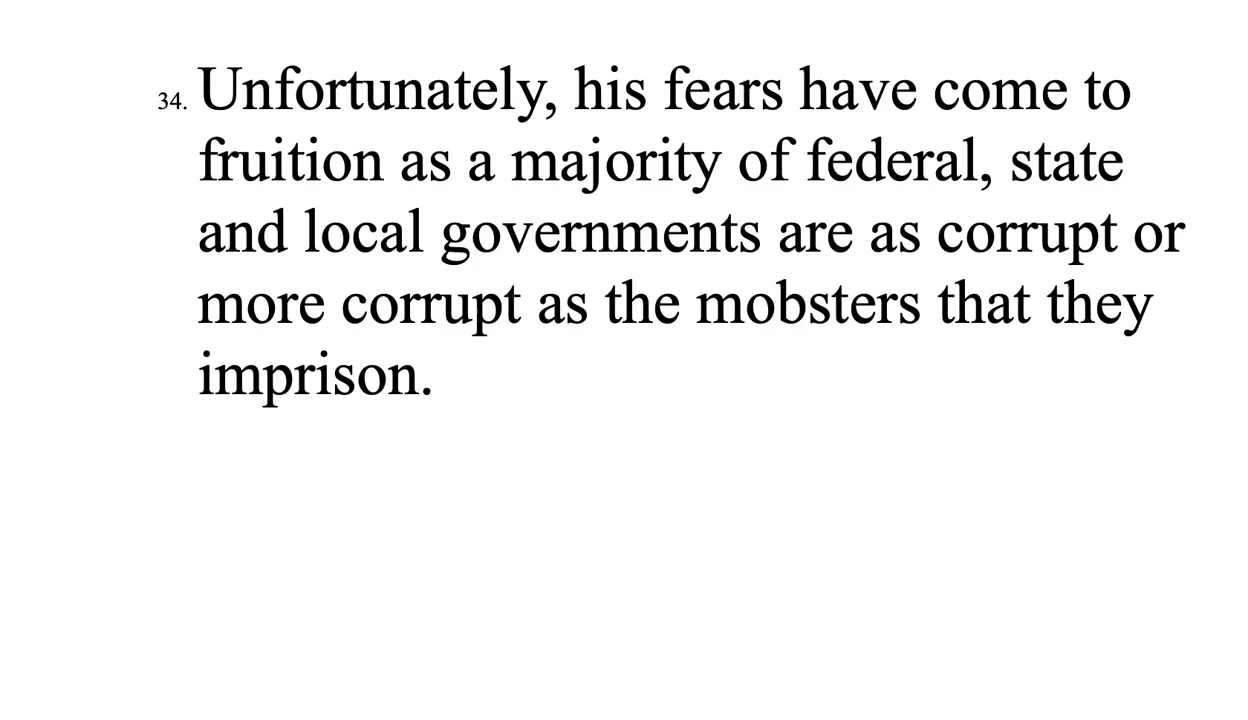 34. Unfortunately, his fears have come to
fruition as a majority of federal, state
and local governments are as corrupt or
more corrupt as the mobsters that they
imprison.